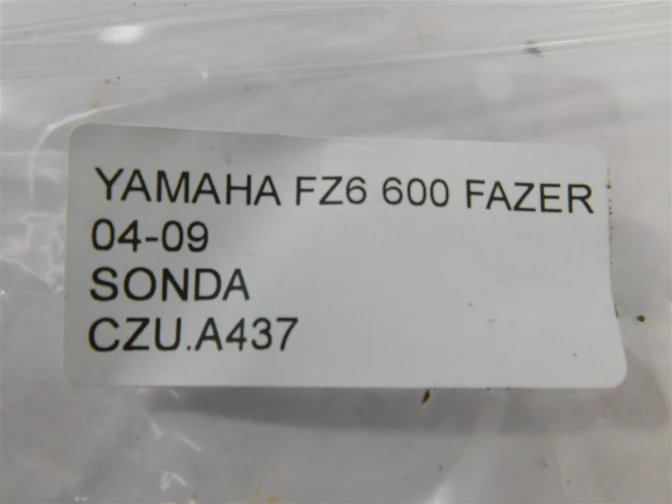 YAMAHA FZ6 600 FAZER
04-09
SONDA
CZU.A437